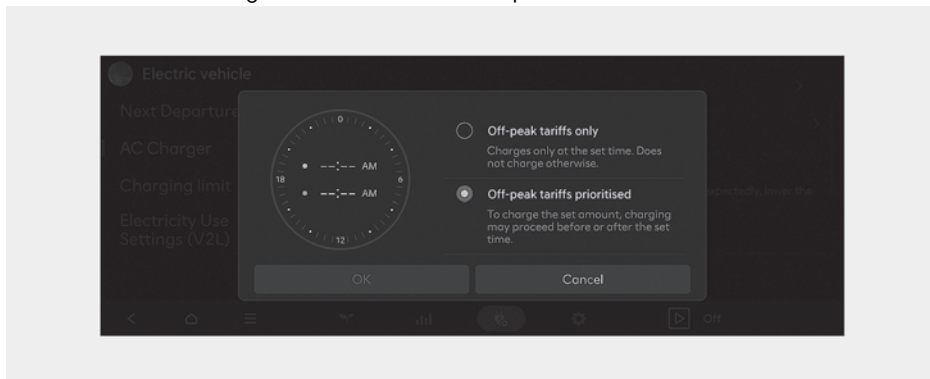 Electric vehicle
Next Departure
AC Charger
Charging limit
Electricity Use
Settings (V2L)
0
6
12
18
--:-- AM
--:-- AM
Off-peak tariffs only
Charges only at the set time. Does
not charge otherwise.
Off-peak tariffs prioritised
To charge the set amount, charging
may proceed before or after the set
time.
lower the
OK
Cancel
Off